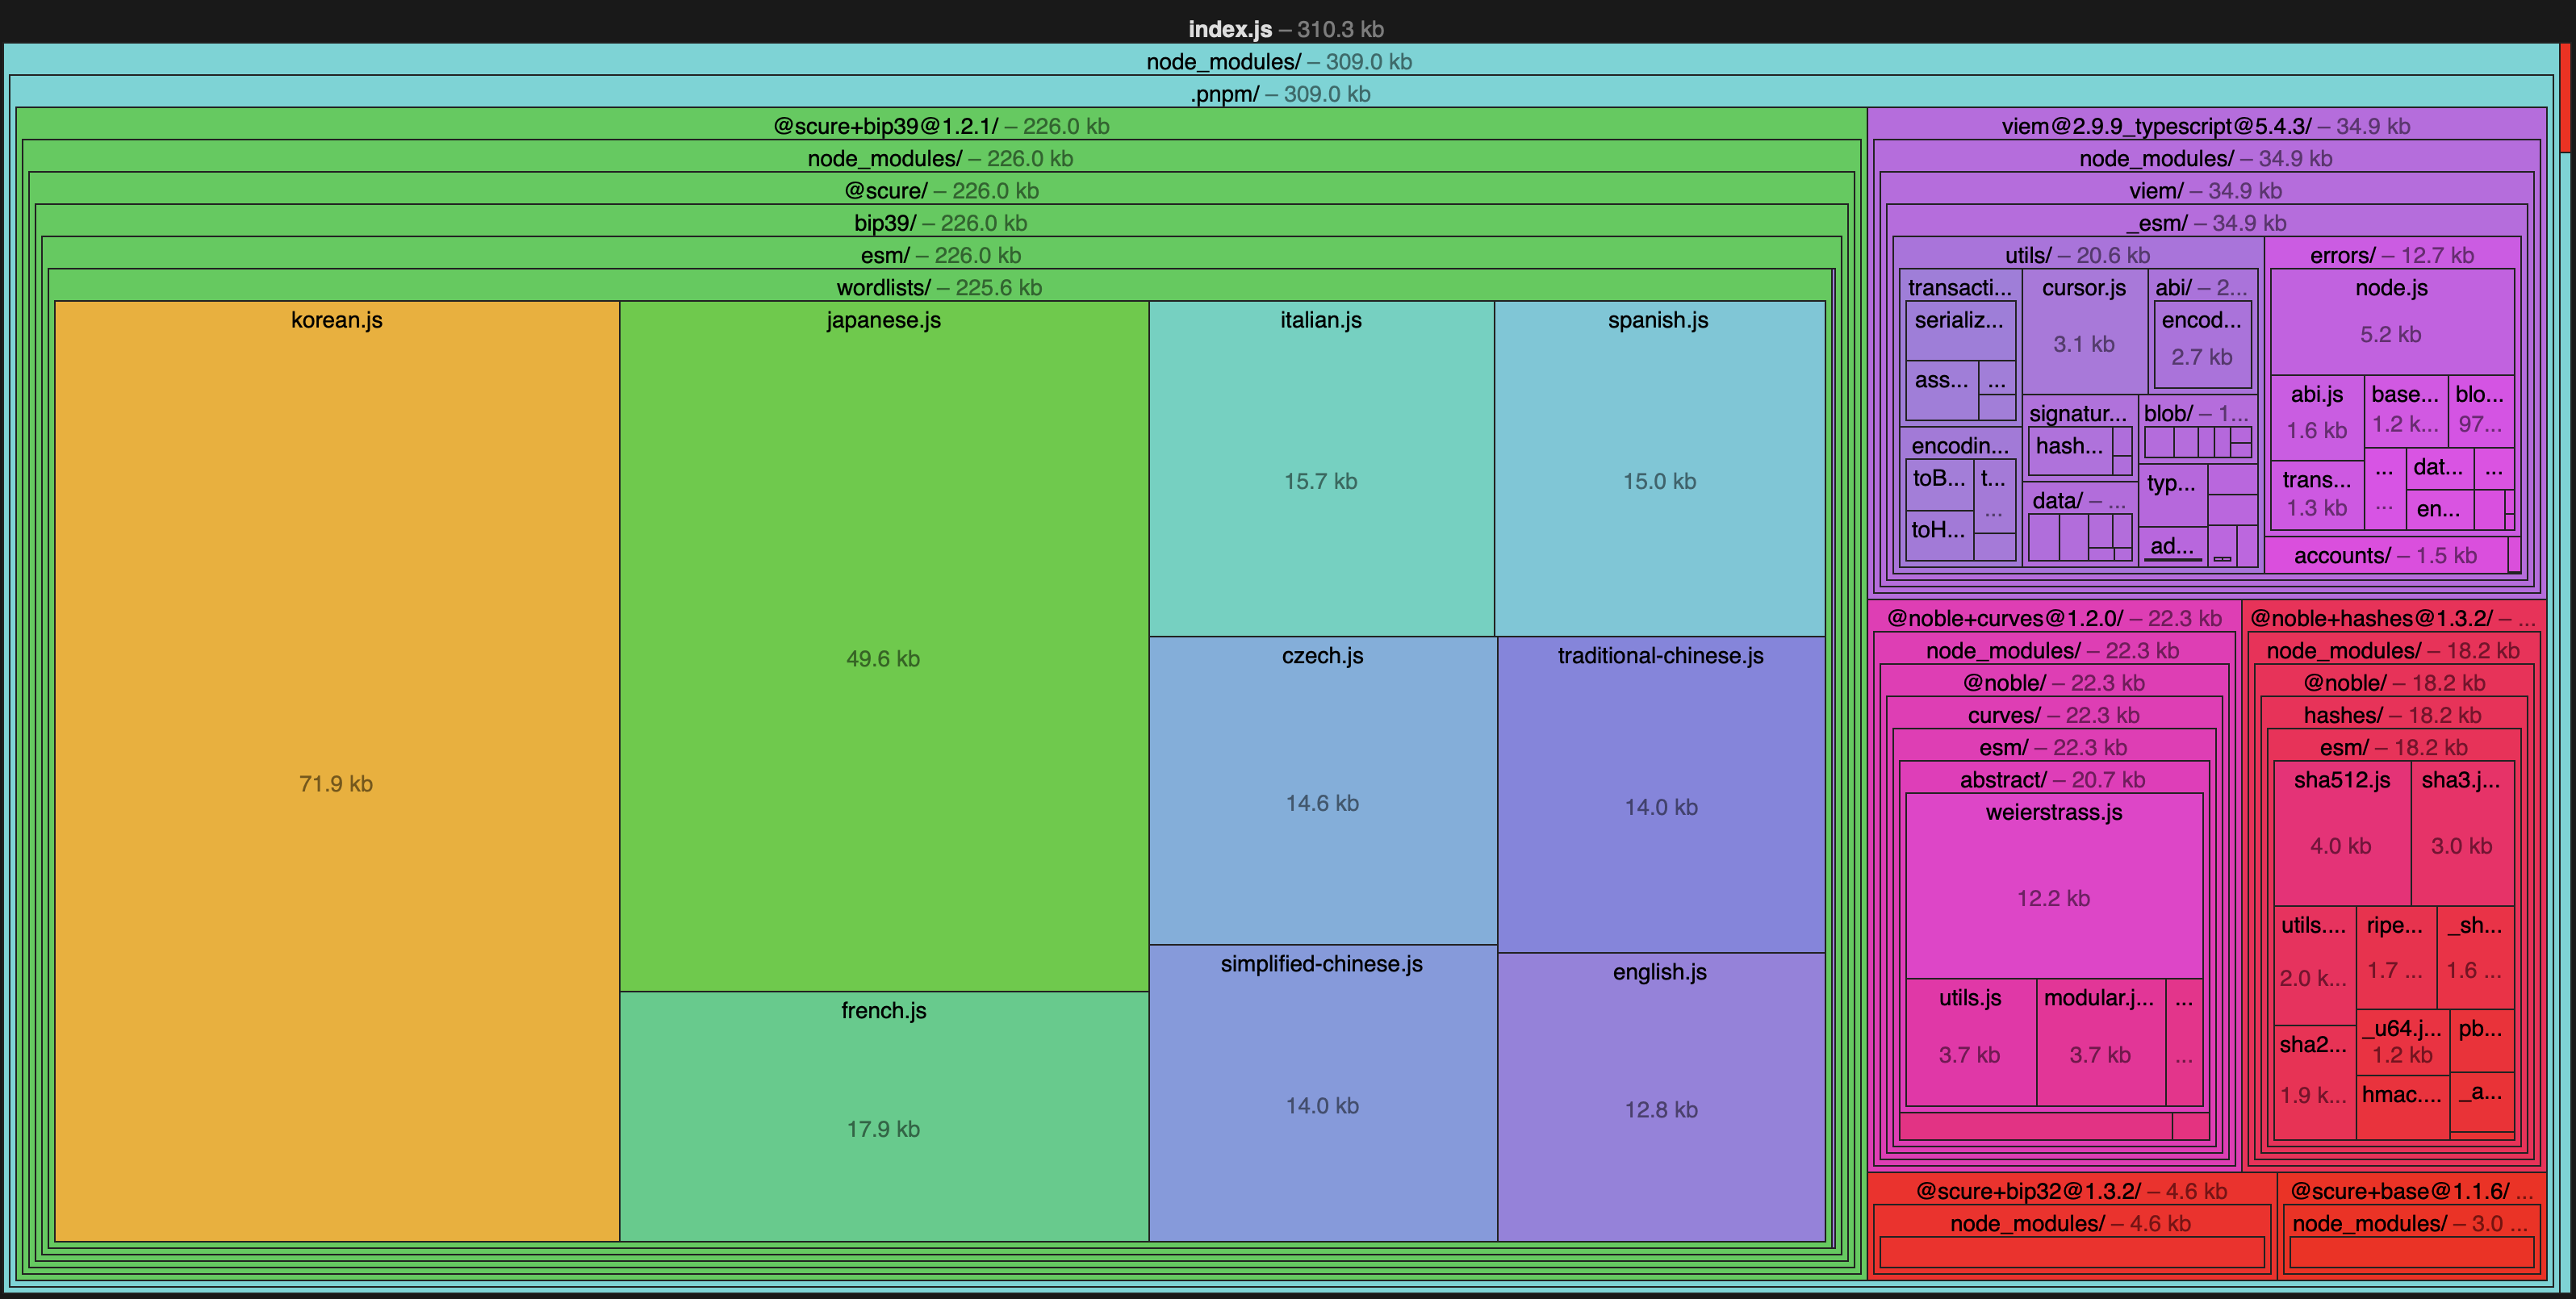 index.js – 310.3 kb
node_modules/ – 309.0 kb
.pnpm/ – 309.0 kb
@scure+bip39@1.2.1/ – 226.0 kb
node_modules/ – 226.0 kb
@scure/ – 226.0 kb
bip39/ – 226.0 kb
esm/ – 226.0 kb
wordlists/ – 225.6 kb
korean.js
71.9 kb
japanese.js
49.6 kb
french.js
17.9 kb
italian.js
15.7 kb
spanish.js
15.0 kb
czech.js
14.6 kb
traditional-chinese.js
14.0 kb
simplified-chinese.js
14.0 kb
english.js
12.8 kb
viem@2.9.9_typescript@5.4.3/ – 34.9 kb
node_modules/ – 34.9 kb
viem/ – 34.9 kb
_esm/ – 34.9 kb
utils/ – 20.6 kb
transacti...
serializ...
ass...
...
encodin...
toB...
t...
...
toH...
cursor.js
3.1 kb
abi/ – 2...
encod...
2.7 kb
signatur...
hash...
data/ – ...
blob/ – 1...
typ...
ad...
errors/ – 12.7 kb
node.js
5.2 kb
abi.js
1.6 kb
base...
1.2 k...
blo...
97...
trans...
1.3 kb
...
...
dat...
...
en...
accounts/ – 1.5 kb
@noble+curves@1.2.0/ – 22.3 kb
node_modules/ – 22.3 kb
@noble/ – 22.3 kb
curves/ – 22.3 kb
esm/ – 22.3 kb
abstract/ – 20.7 kb
weierstrass.js
12.2 kb
utils.js
3.7 kb
modular.j...
3.7 kb
...
...
@noble+hashes@1.3.2/ – ...
node_modules/ – 18.2 kb
@noble/ – 18.2 kb
hashes/ – 18.2 kb
esm/ – 18.2 kb
sha512.js
4.0 kb
sha3.j...
3.0 kb
utils....
2.0 k...
ripe...
1.7 ...
_sh...
1.6 ...
sha2...
1.9 k...
_u64.j...
1.2 kb
pb...
hmac....
_a...
@scure+bip32@1.3.2/ – 4.6 kb
node_modules/ – 4.6 kb
@scure+base@1.1.6/ ...
node_modules/ – 3.0 ...